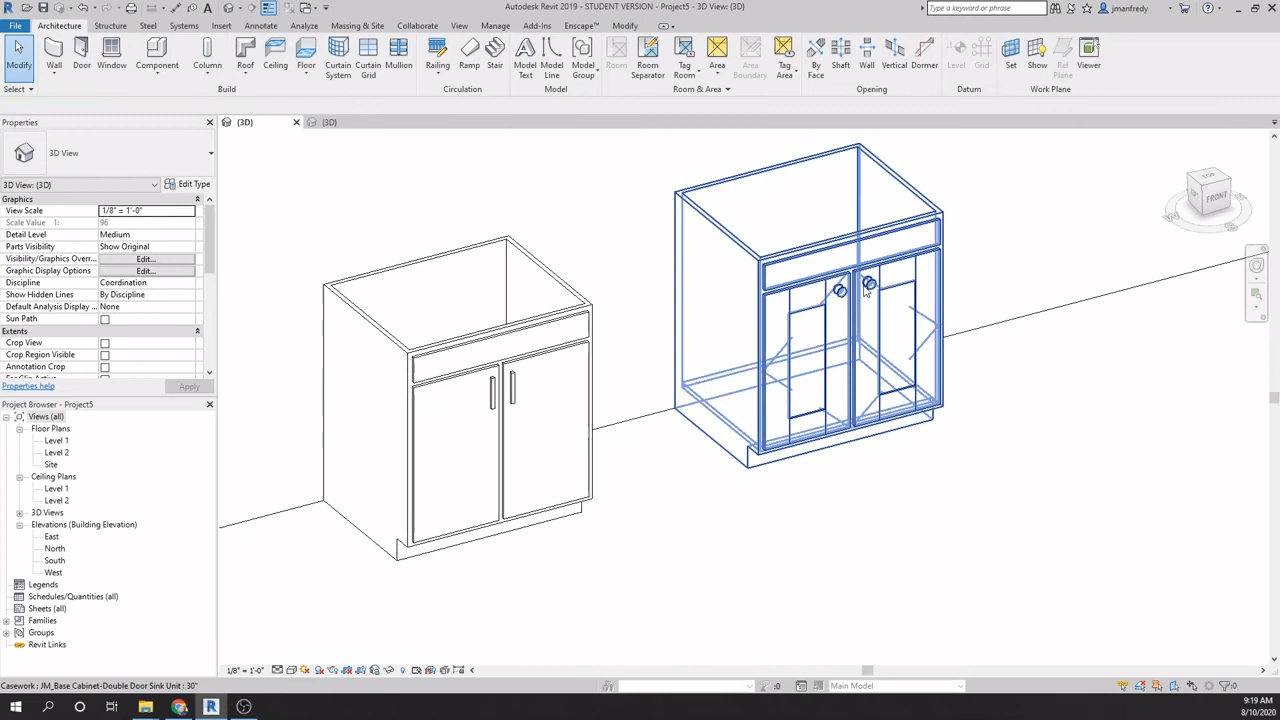 Autodesk Revit 2019 - STUDENT VERSION - Project5 - 3D View: {3D}
Type a keyword or phrase
jmanfredy
File Architecture Structure Steel Systems Insert Annotate Analyze Massing & Site Collaborate View Manage Add-Ins Enscape™ Modify
Modify Wall Door Window Component Column Roof Ceiling Floor Curtain System Curtain Grid Mullion Railing Ramp Stair Model Text Model Line Model Group Room Room Separator Tag Room Area Area Boundary Tag Area By Face Shaft Wall Vertical Dormer Level Grid Set Show Ref Plane Viewer
Select Build Circulation Model Room & Area Opening Datum Work Plane
Properties
{3D} {3D}
3D View
3D View: {3D} Edit Type
Graphics
View Scale 1/8" = 1'-0"
Scale Value 1: 96
Detail Level Medium
Parts Visibility Show Original
Visibility/Graphics Overr... Edit...
Graphic Display Options Edit...
Discipline Coordination
Show Hidden Lines By Discipline
Default Analysis Display ... None
Sun Path
Extents
Crop View
Crop Region Visible
Annotation Crop
Properties help Apply
Project Browser - Project5
Views (all)
Floor Plans
Level 1
Level 2
Site
Ceiling Plans
Level 1
Level 2
3D Views
Elevations (Building Elevation)
East
North
South
West
Legends
Schedules/Quantities (all)
Sheets (all)
Families
Groups
Revit Links
TOP
FRONT
1/8" = 1'-0"
Casework : JM_Base Cabinet-Double Door Sink Unit : 30"
:0
Main Model
:0
9:19 AM
8/10/2020